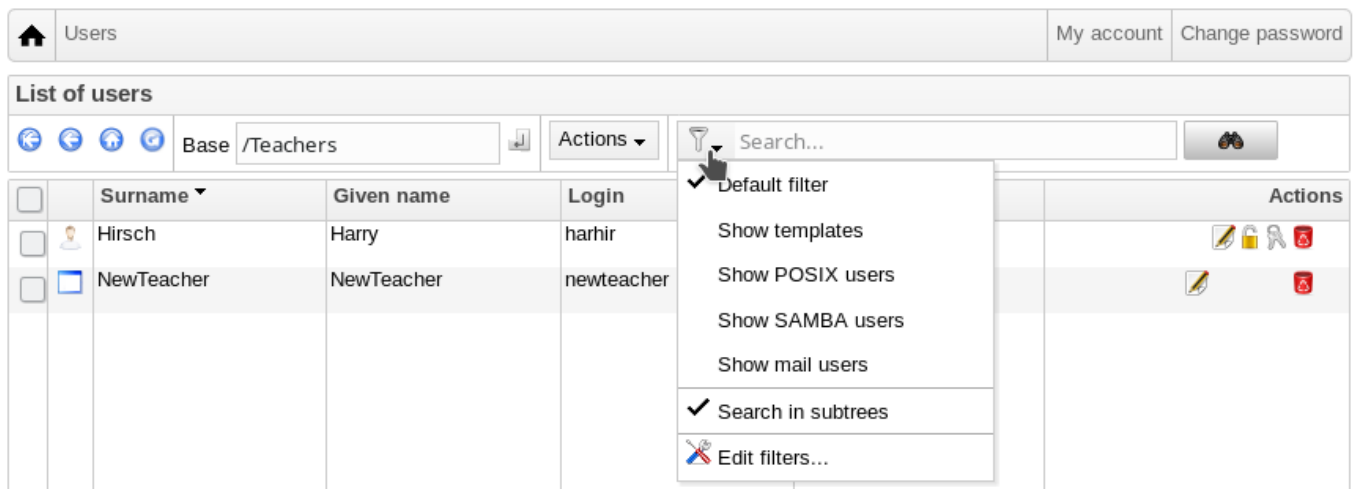 Users My account Change password
List of users
Base /Teachers Actions Search...
Surname Given name Login Actions
Hirsch Harry harhir
NewTeacher NewTeacher newteacher
Default filter
Show templates
Show POSIX users
Show SAMBA users
Show mail users
Search in subtrees
Edit filters...